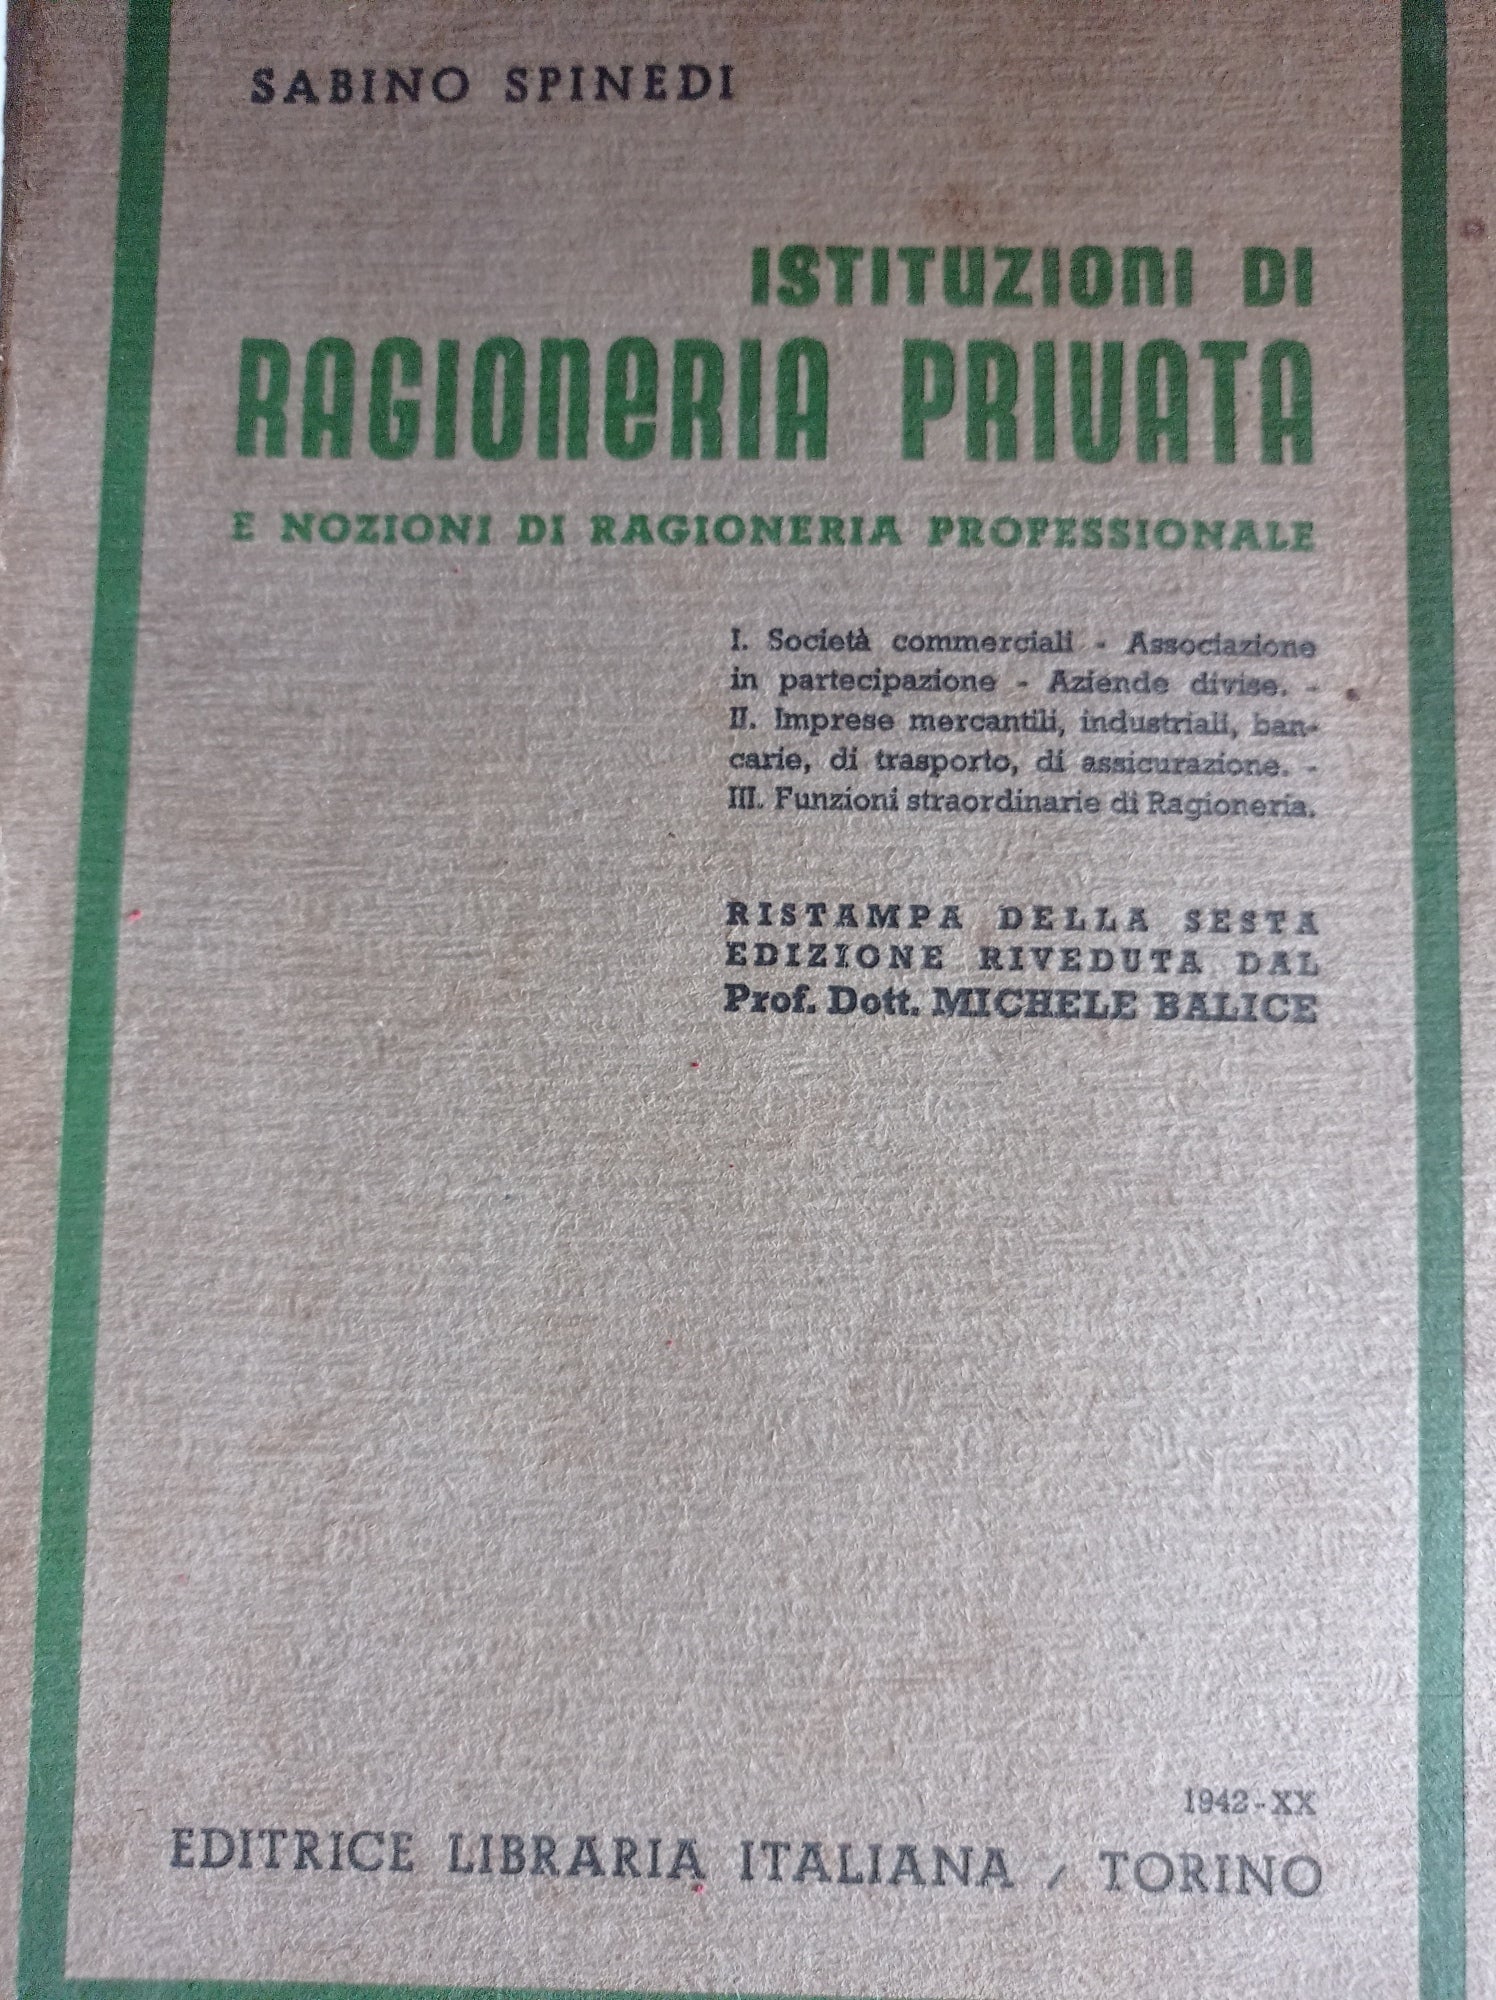 SABINO SPINEDI
ISTITUZIONI DI
RAGIONERIA PRIVATA
E NOZIONI DI RAGIONERIA PROFESSIONALE
I. Società commerciali - Associazione
in partecipazione - Aziende divise. -
II. Imprese mercantili, industriali, ban-
carie, di trasporto, di assicurazione. -
III. Funzioni straordinarie di Ragioneria.
RISTAMPA DELLA SESTA
EDIZIONE RIVEDUTA DAL
Prof. Dott. MICHELE BALICE
1942-XX
EDITRICE LIBRARIA ITALIANA / TORINO